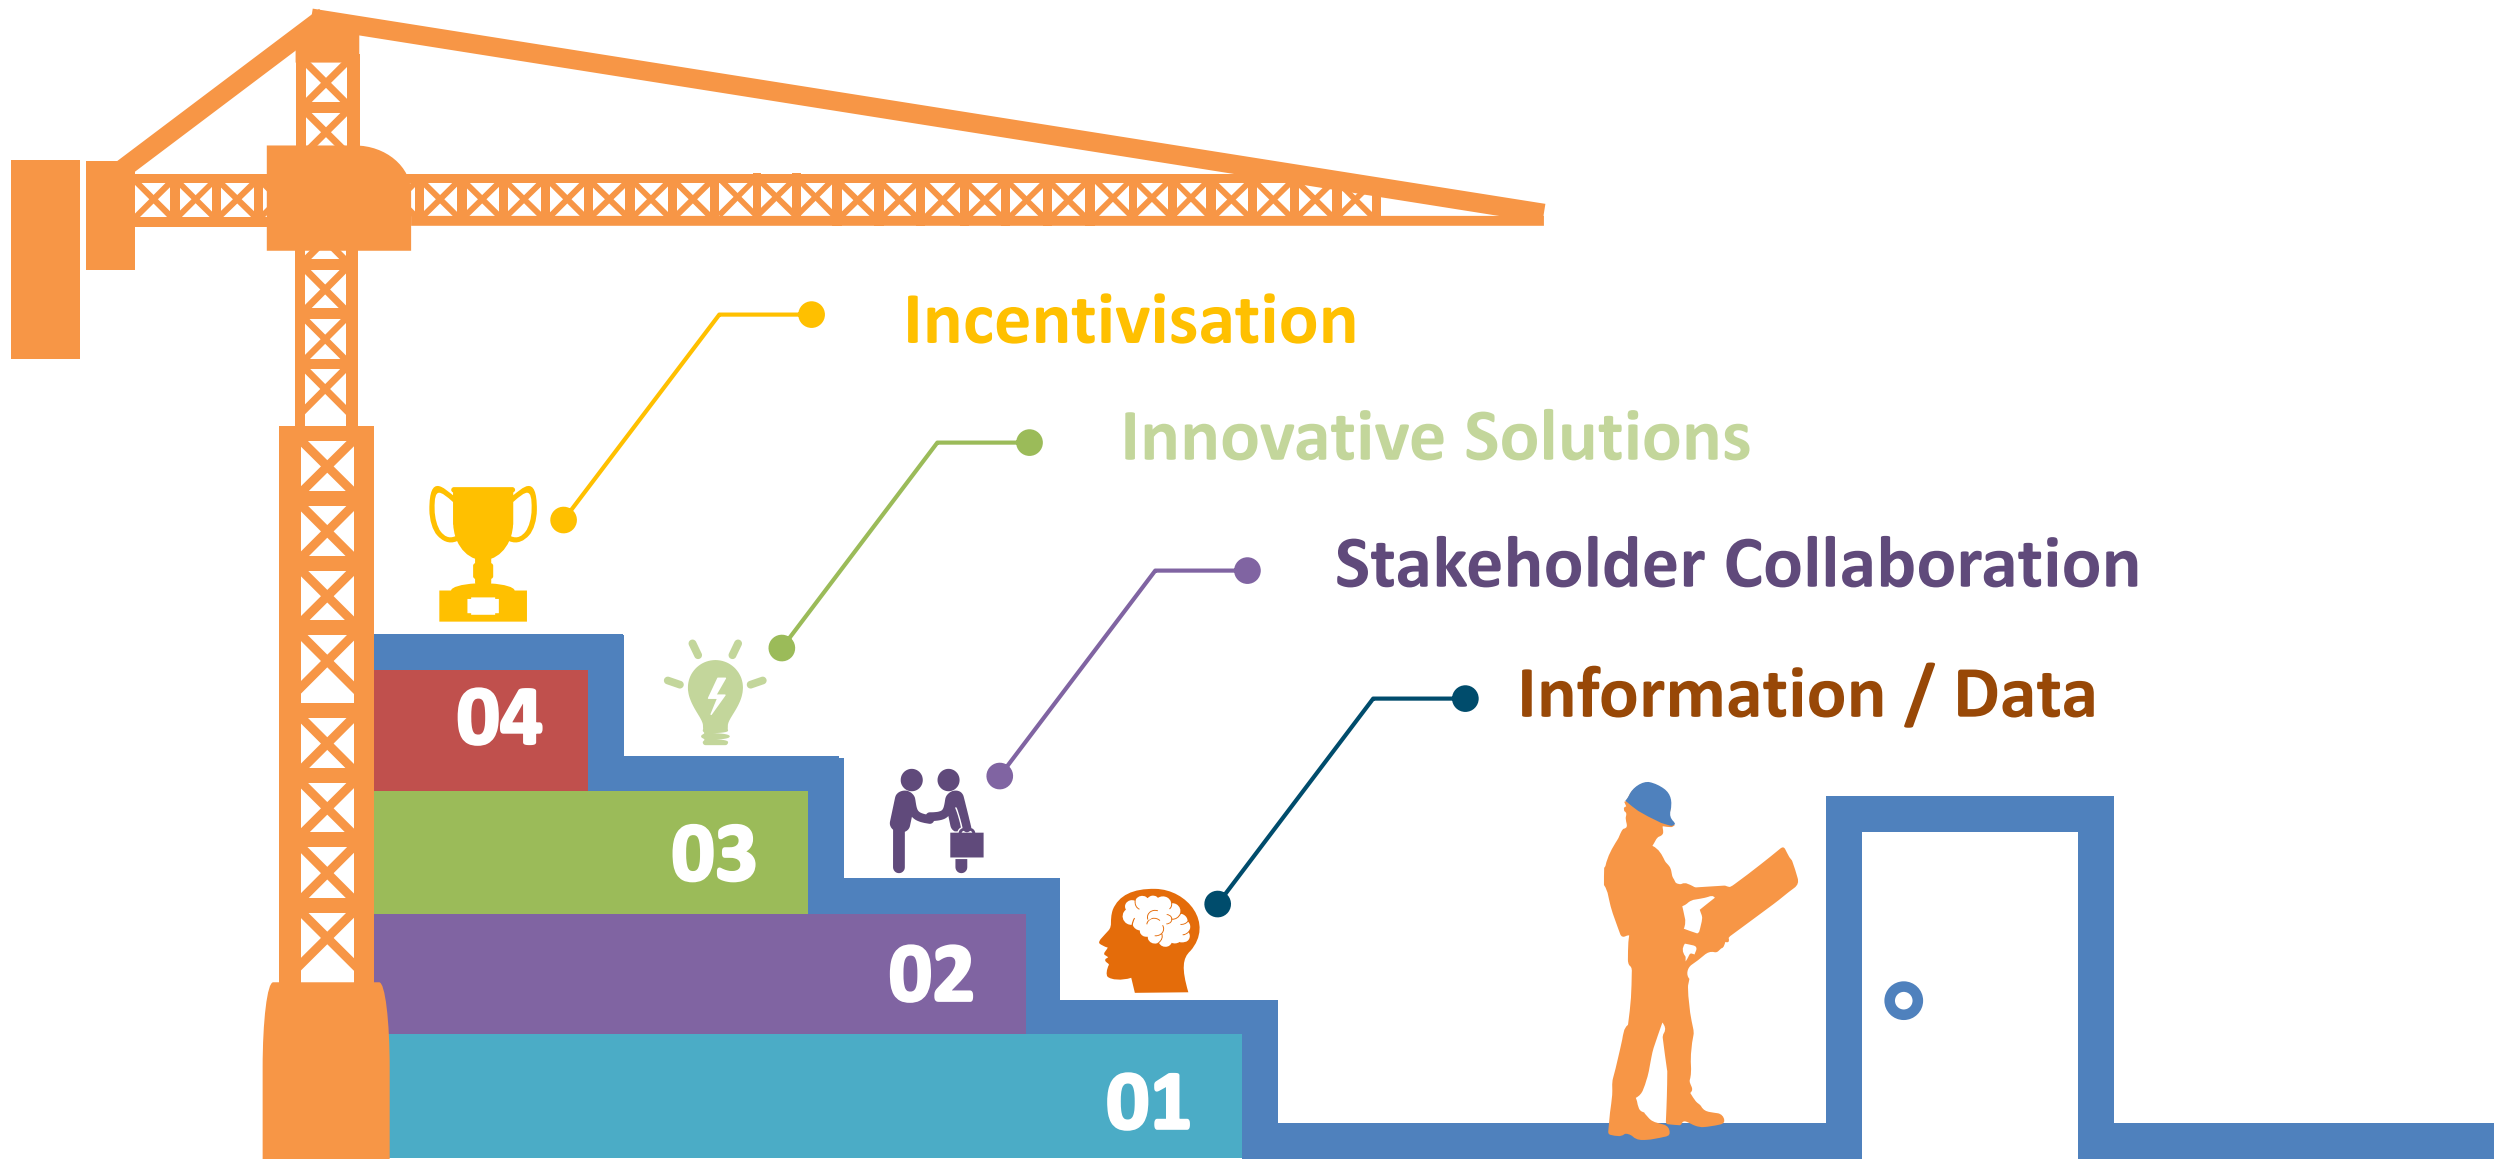 Incentivisation
Innovative Solutions
Stakeholder Collaboration
Information / Data
04
03
02
01